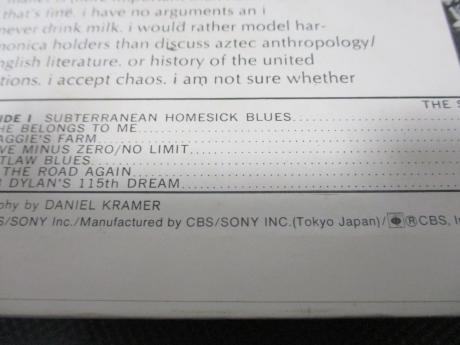 that's fine. i have no arguments an i
never drink milk. i would rather model har-
monica holders than discuss aztec anthropology/
english literature. or history of the united
tions. i accept chaos. i am not sure whether
THE S
IDE I SUBTERRANEAN HOMESICK BLUES
HE BELONGS TO ME
AGGIE'S FARM
VE MINUS ZERO/NO LIMIT
TLAW BLUES
THE ROAD AGAIN
DYLAN'S 115th DREAM
phy by DANIEL KRAMER
S/SONY Inc./Manufactured by CBS/SONY INC.(Tokyo Japan)/ ®CBS, In